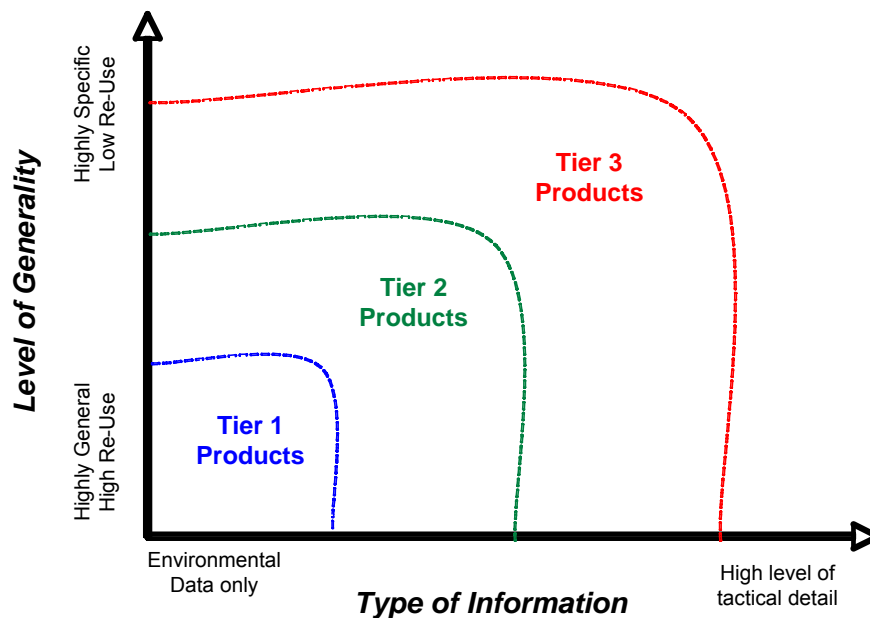 Level of Generality
Highly Specific
Low Re-Use
Highly General
High Re-Use
Tier 3
Products
Tier 2
Products
Tier 1
Products
Environmental
Data only
Type of Information
High level of
tactical detail